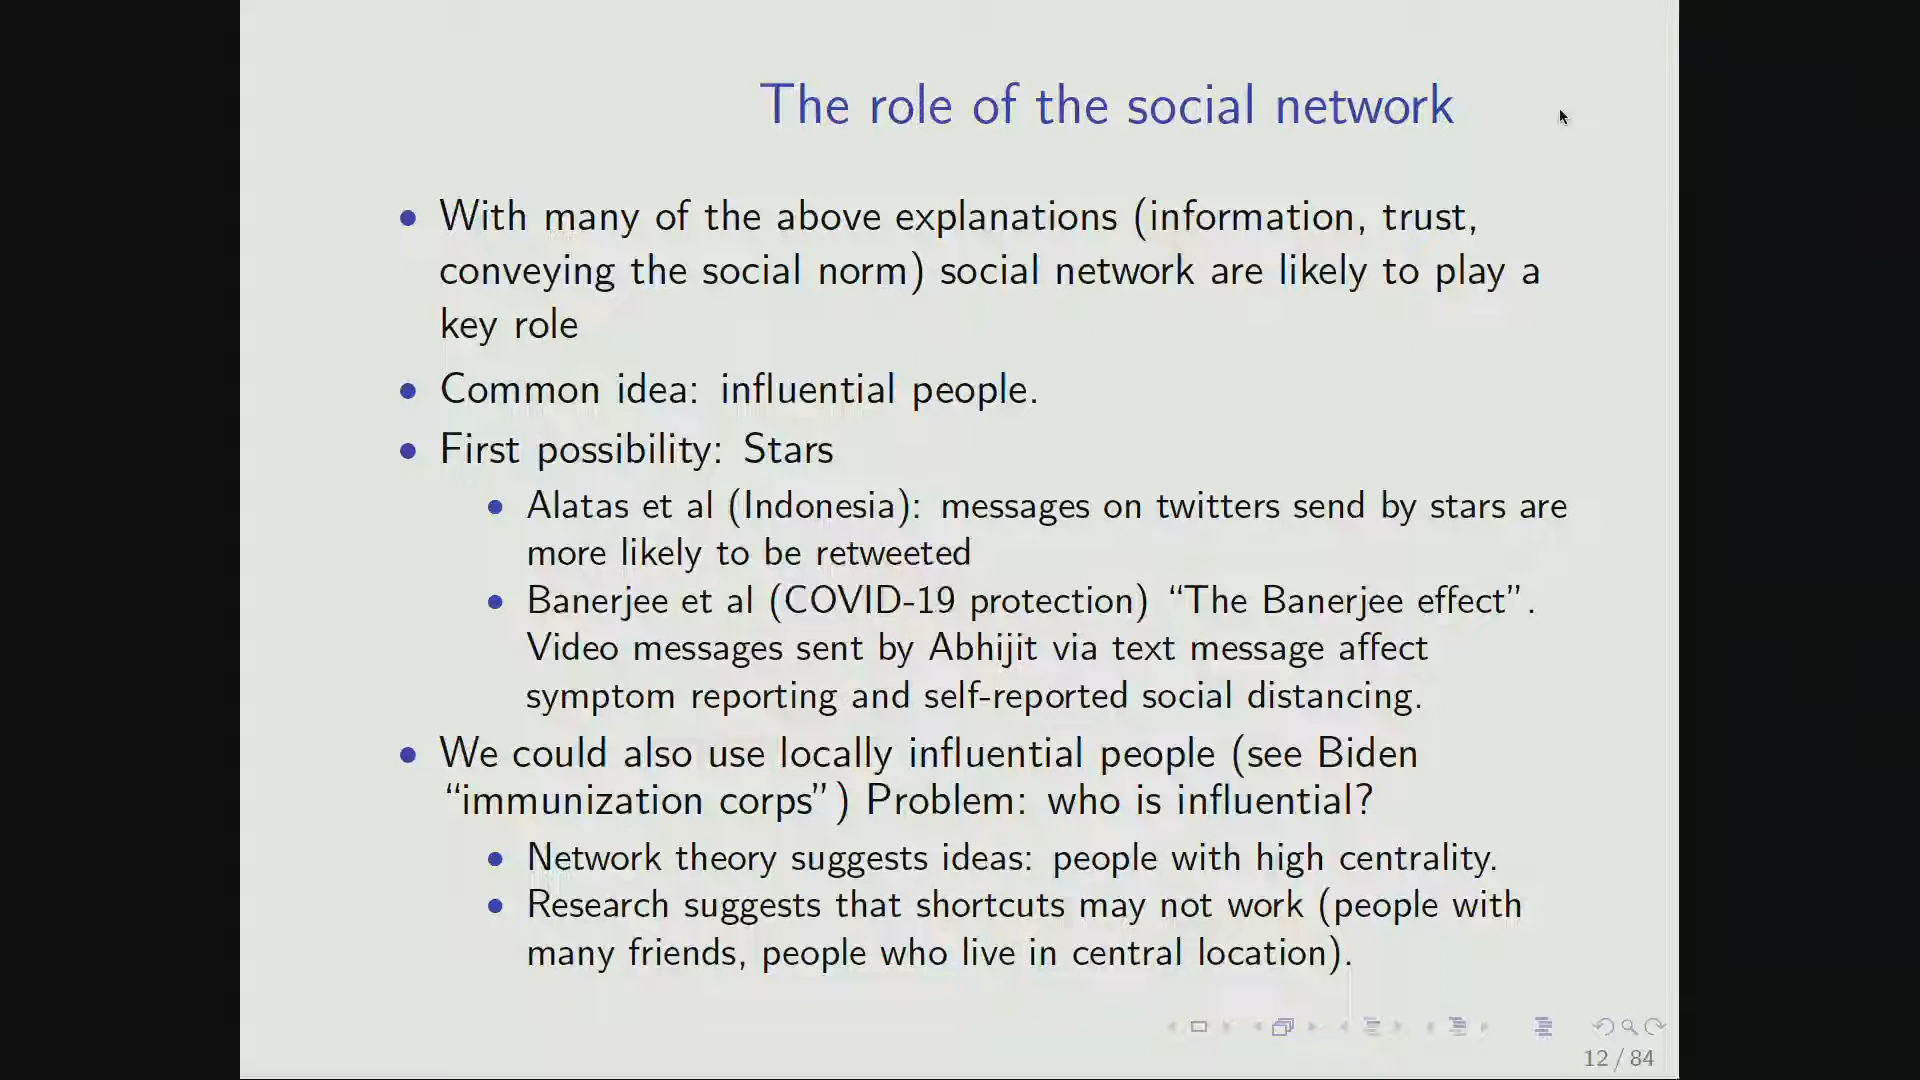 The role of the social network
• With many of the above explanations (information, trust,
conveying the social norm) social network are likely to play a
key role
• Common idea: influential people.
• First possibility: Stars
• Alatas et al (Indonesia): messages on twitters send by stars are
more likely to be retweeted
• Banerjee et al (COVID-19 protection) “The Banerjee effect”.
Video messages sent by Abhijit via text message affect
symptom reporting and self-reported social distancing.
• We could also use locally influential people (see Biden
“immunization corps”) Problem: who is influential?
• Network theory suggests ideas: people with high centrality.
• Research suggests that shortcuts may not work (people with
many friends, people who live in central location).
12 / 84